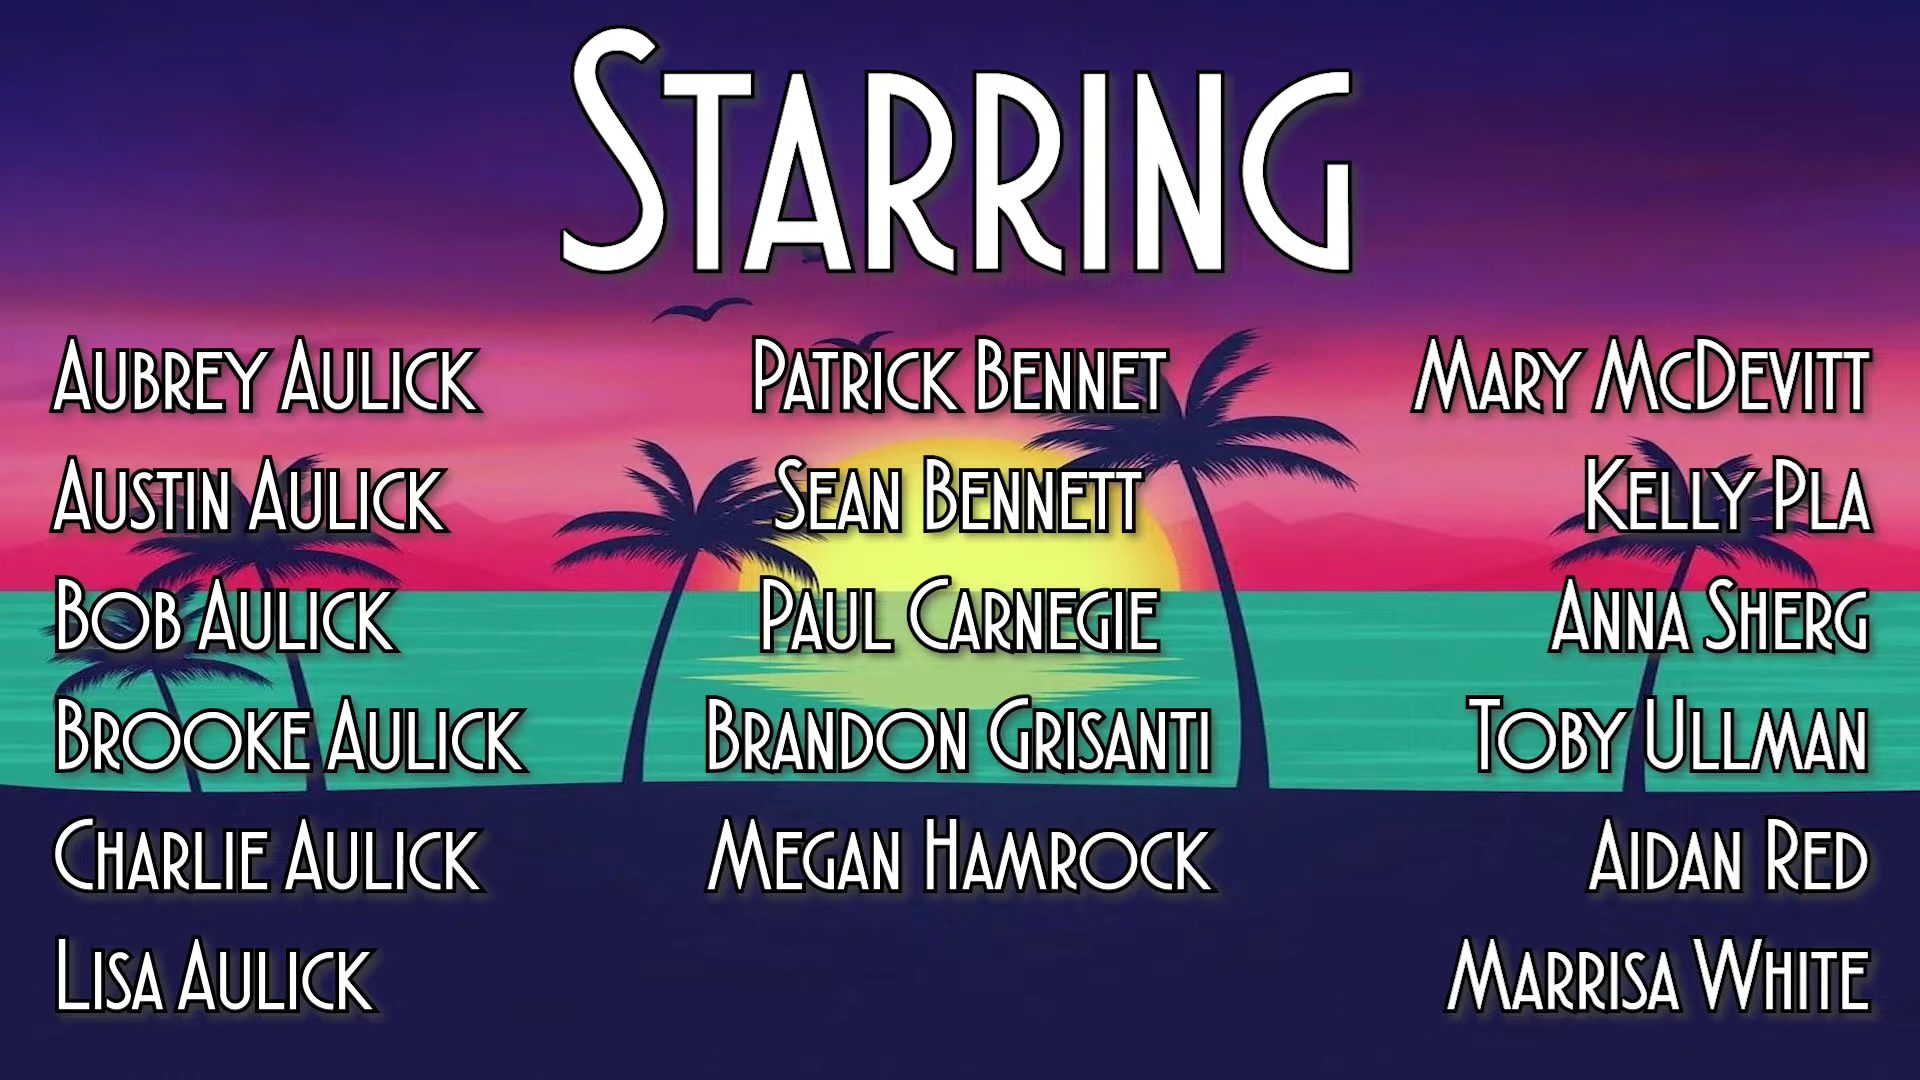 Starring
Aubrey Aulick
Austin Aulick
Bob Aulick
Brooke Aulick
Charlie Aulick
Lisa Aulick
Patrick Bennet
Sean Bennett
Paul Carnegie
Brandon Grisanti
Megan Hamrock
Mary McDevitt
Kelly Pla
Anna Sherg
Toby Ullman
Aidan Red
Marrisa White